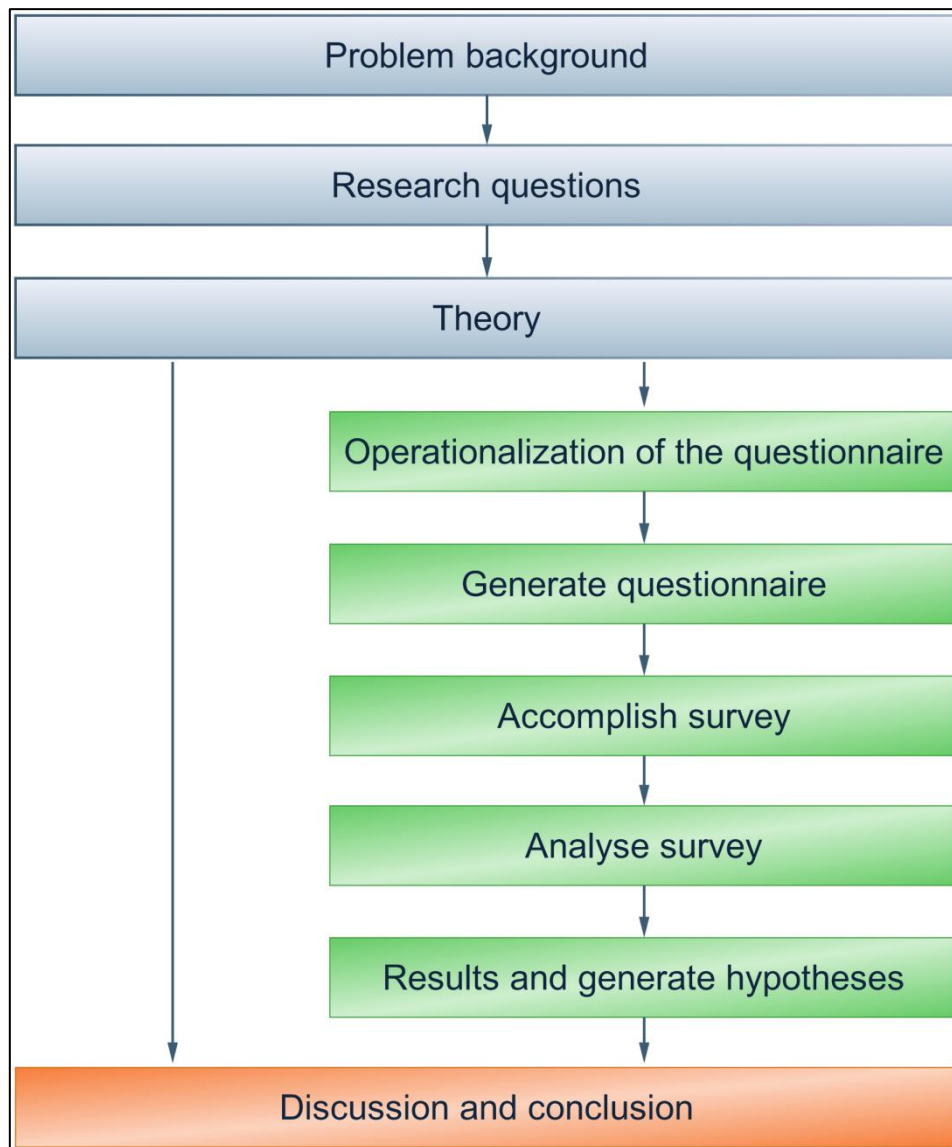 Problem background
Research questions
Theory
Operationalization of the questionnaire
Generate questionnaire
Accomplish survey
Analyse survey
Results and generate hypotheses
Discussion and conclusion